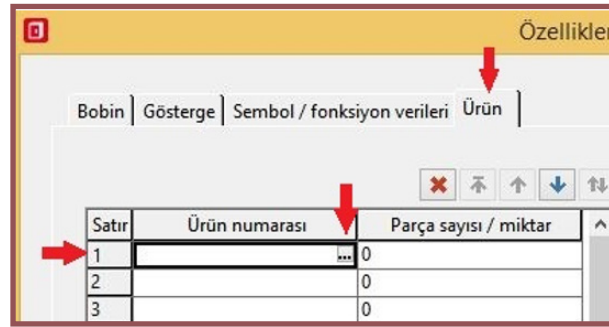 Özellikler
Bobin Gösterge Sembol / fonksiyon verileri Ürün
Satır Ürün numarası Parça sayısı / miktar
1 ... 0
2 0
3 0